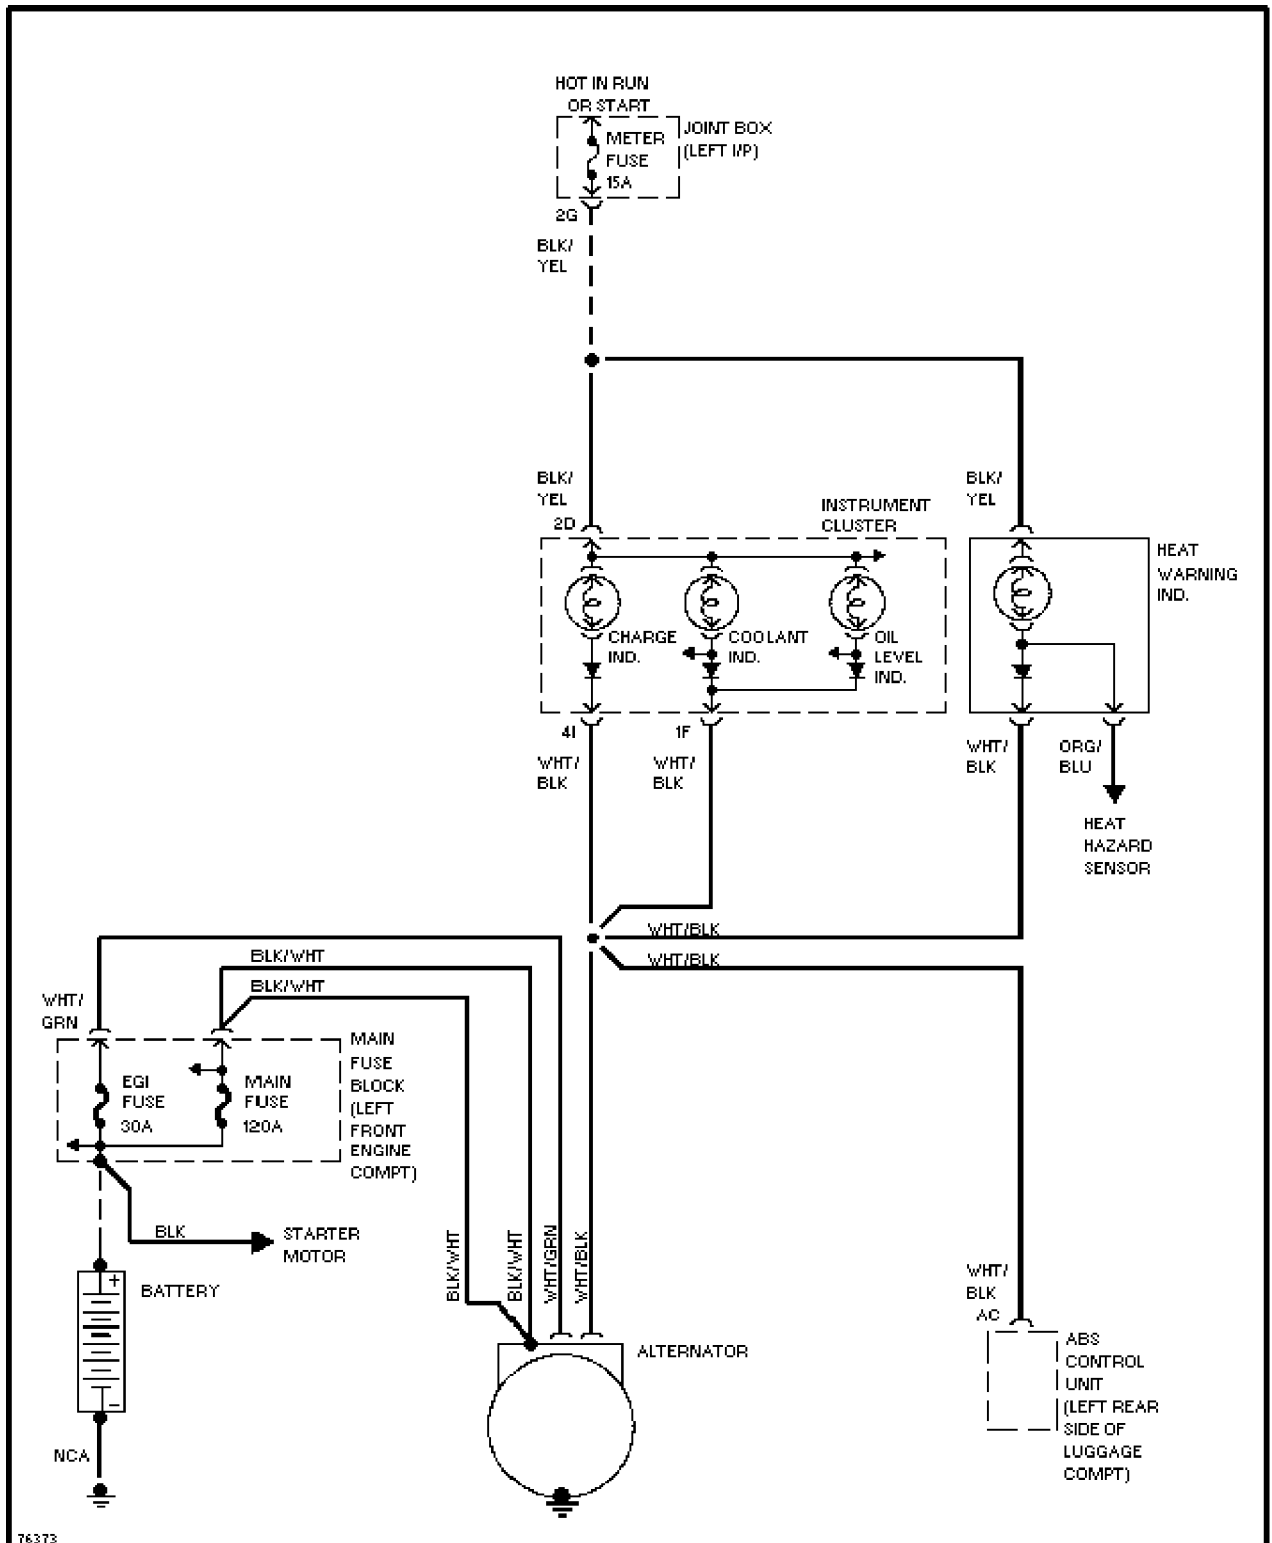 HOT IN RUN
OR START
JOINT BOX
(LEFT I/P)
METER
FUSE
15A
2G
BLK/
YEL
BLK/
YEL
2D
BLK/
YEL
INSTRUMENT
CLUSTER
HEAT
WARNING
IND.
CHARGE
IND.
COOLANT
IND.
OIL
LEVEL
IND.
4I
1F
WHT/
BLK
WHT/
BLK
WHT/
BLK
ORG/
BLU
HEAT
HAZARD
SENSOR
WHT/BLK
WHT/BLK
BLK/WHT
BLK/WHT
WHT/
GRN
MAIN
FUSE
BLOCK
(LEFT
FRONT
ENGINE
COMPT)
EGI
FUSE
30A
MAIN
FUSE
120A
BLK
STARTER
MOTOR
BLK/WHT
BLK/WHT
WHT/GRN
WHT/BLK
+
BATTERY
-
NCA
ALTERNATOR
WHT/
BLK
AC
ABS
CONTROL
UNIT
(LEFT REAR
SIDE OF
LUGGAGE
COMPT)
76373